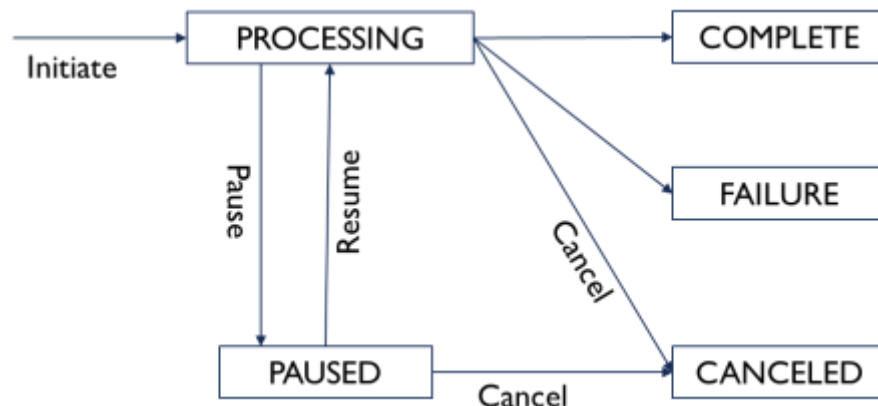 PROCESSING
COMPLETE
Initiate
Pause
Resume
FAILURE
Cancel
PAUSED
CANCELED
Cancel